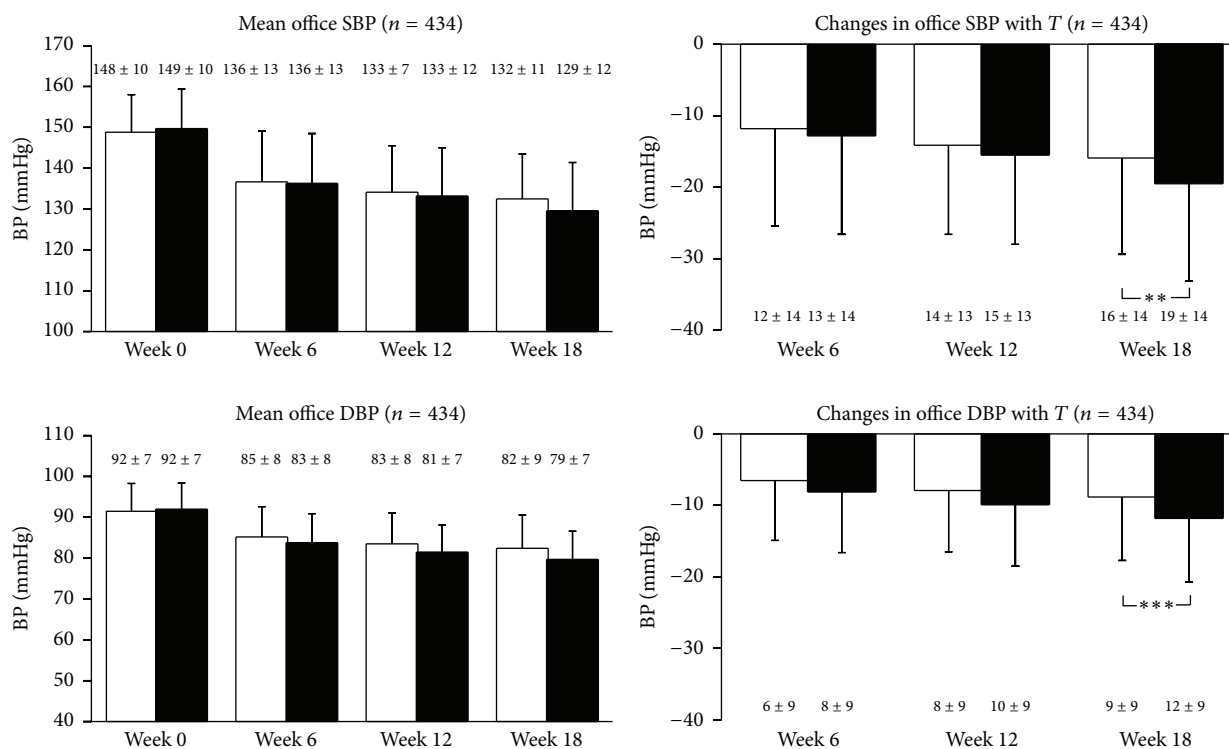 Mean office SBP (n = 434)
BP (mmHg)
170
160
150
140
130
120
110
100
148 ± 10 149 ± 10 136 ± 13 136 ± 13 133 ± 7 133 ± 12 132 ± 11 129 ± 12
Week 0 Week 6 Week 12 Week 18
Changes in office SBP with T (n = 434)
BP (mmHg)
0
−10
−20
−30
−40
**
12 ± 14 13 ± 14 14 ± 13 15 ± 13 16 ± 14 19 ± 14
Week 6 Week 12 Week 18
Mean office DBP (n = 434)
BP (mmHg)
110
100
90
80
70
60
50
40
92 ± 7 92 ± 7 85 ± 8 83 ± 8 83 ± 8 81 ± 7 82 ± 9 79 ± 7
Week 0 Week 6 Week 12 Week 18
Changes in office DBP with T (n = 434)
BP (mmHg)
0
−10
−20
−30
−40
***
6 ± 9 8 ± 9 8 ± 9 10 ± 9 9 ± 9 12 ± 9
Week 6 Week 12 Week 18